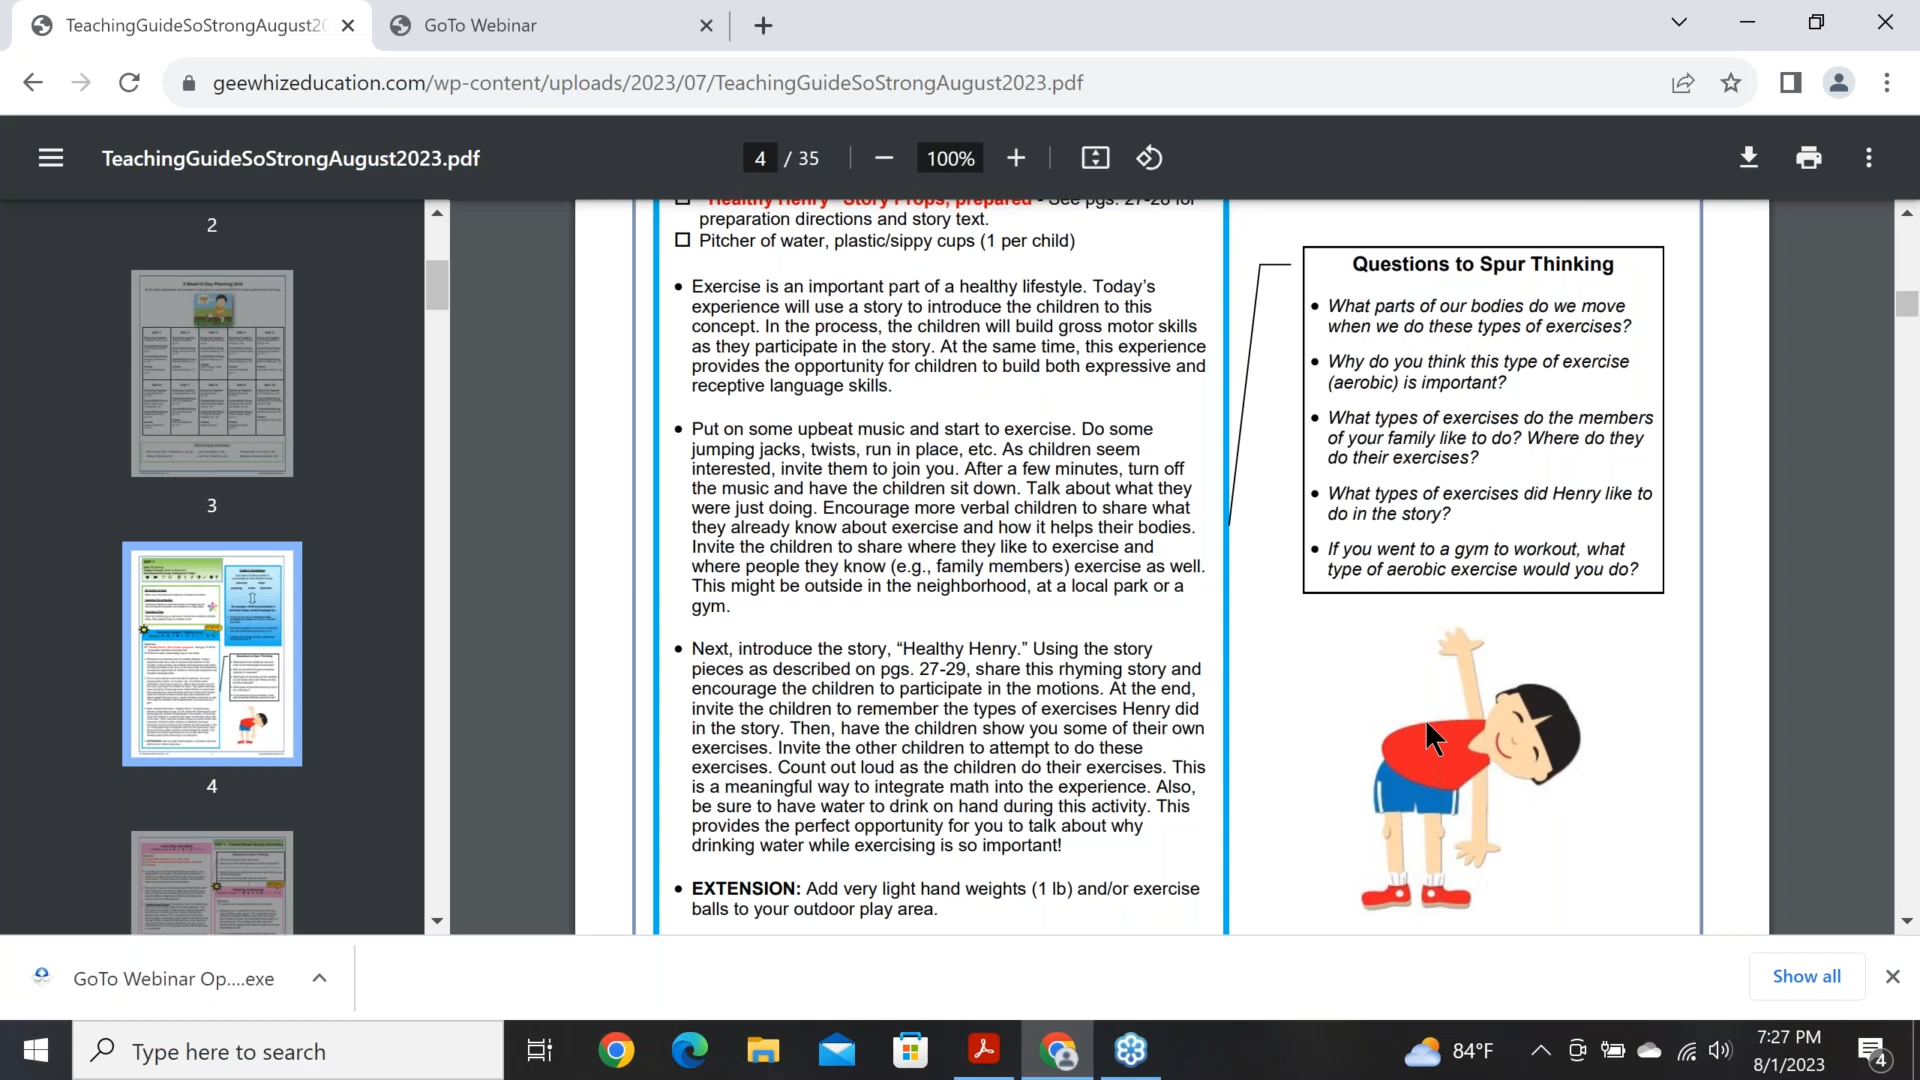 TeachingGuideSoStrongAugust20
GoTo Webinar
geewhizeducation.com/wp-content/uploads/2023/07/TeachingGuideSoStrongAugust2023.pdf
TeachingGuideSoStrongAugust2023.pdf
4 / 35
100%
2
3
4
"Healthy Henry" Story Props, prepared - See pgs. 27-28 for
preparation directions and story text.
Pitcher of water, plastic/sippy cups (1 per child)
• Exercise is an important part of a healthy lifestyle. Today's
experience will use a story to introduce the children to this
concept. In the process, the children will build gross motor skills
as they participate in the story. At the same time, this experience
provides the opportunity for children to build both expressive and
receptive language skills.
• Put on some upbeat music and start to exercise. Do some
jumping jacks, twists, run in place, etc. As children seem
interested, invite them to join you. After a few minutes, turn off
the music and have the children sit down. Talk about what they
were just doing. Encourage more verbal children to share what
they already know about exercise and how it helps their bodies.
Invite the children to share where they like to exercise and
where people they know (e.g., family members) exercise as well.
This might be outside in the neighborhood, at a local park or a
gym.
• Next, introduce the story, "Healthy Henry." Using the story
pieces as described on pgs. 27-29, share this rhyming story and
encourage the children to participate in the motions. At the end,
invite the children to remember the types of exercises Henry did
in the story. Then, have the children show you some of their own
exercises. Invite the other children to attempt to do these
exercises. Count out loud as the children do their exercises. This
is a meaningful way to integrate math into the experience. Also,
be sure to have water to drink on hand during this activity. This
provides the perfect opportunity for you to talk about why
drinking water while exercising is so important!
• EXTENSION: Add very light hand weights (1 lb) and/or exercise
balls to your outdoor play area.
Questions to Spur Thinking
• What parts of our bodies do we move
when we do these types of exercises?
• Why do you think this type of exercise
(aerobic) is important?
• What types of exercises do the members
of your family like to do? Where do they
do their exercises?
• What types of exercises did Henry like to
do in the story?
• If you went to a gym to workout, what
type of aerobic exercise would you do?
GoTo Webinar Op....exe
Show all
Type here to search
84°F
7:27 PM
8/1/2023
4